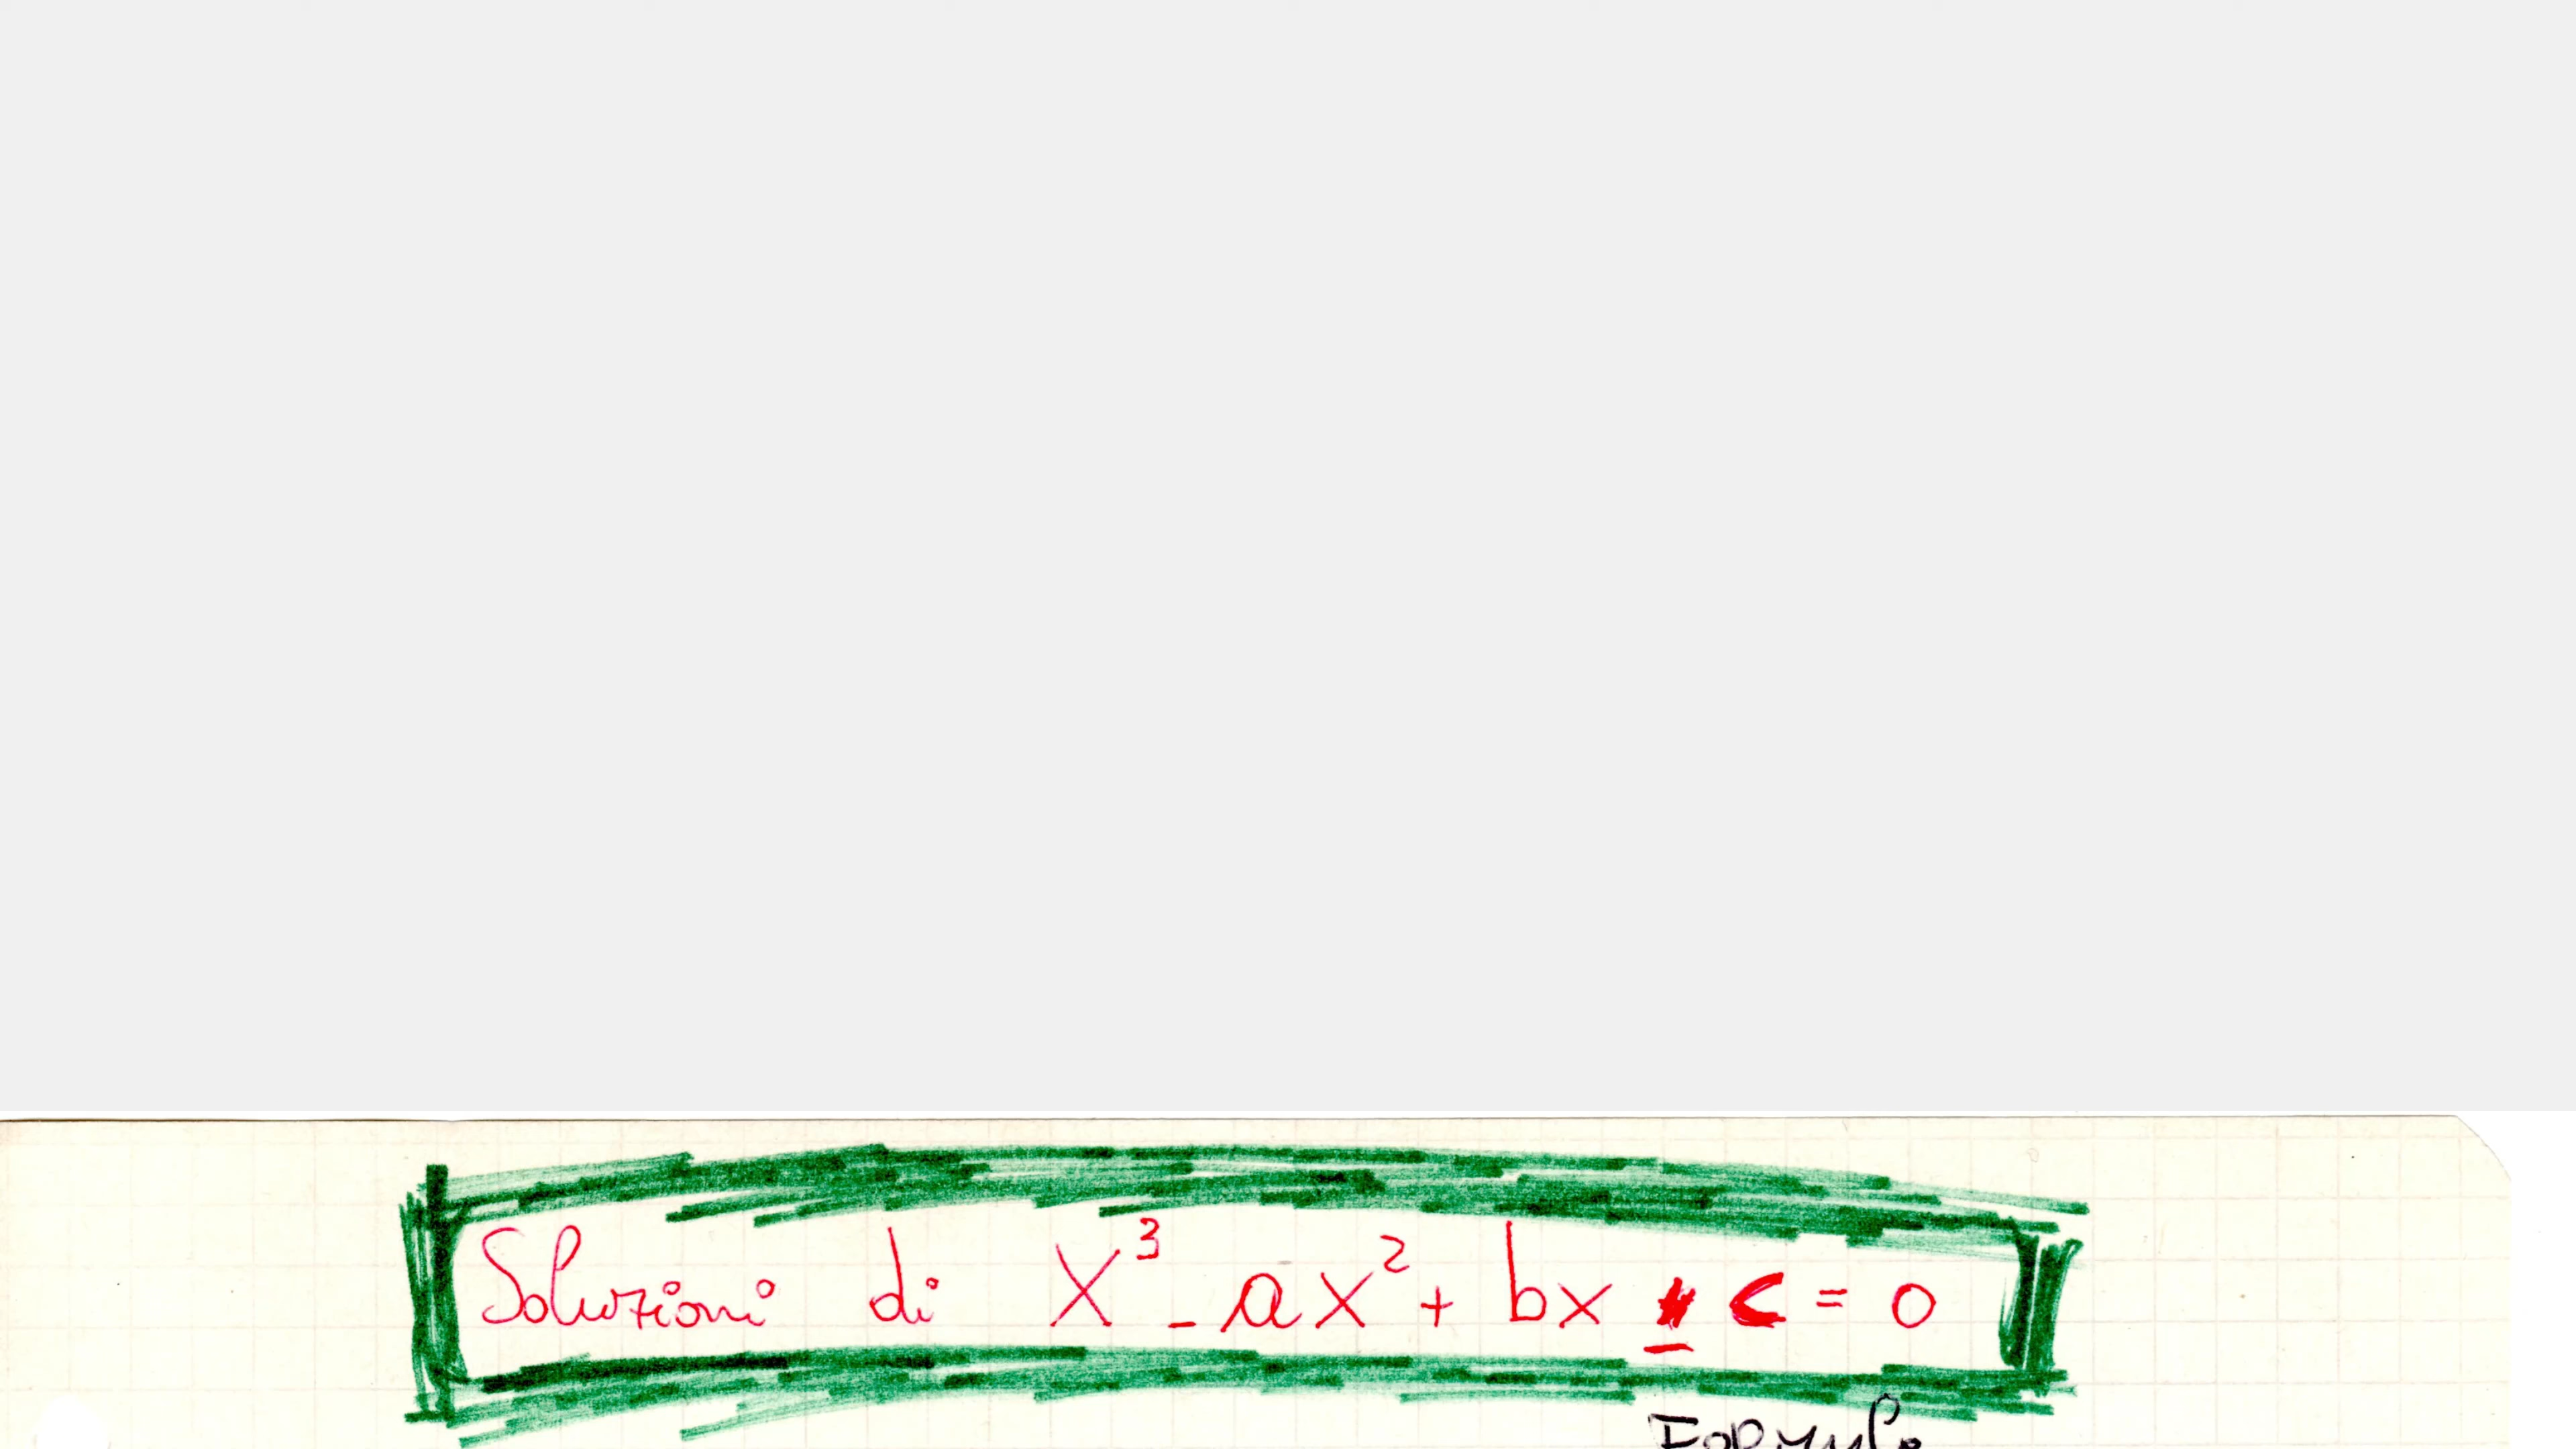 Soluzioni di x³ - ax² + bx - c = 0